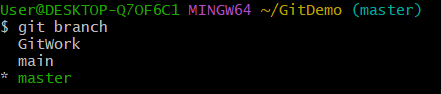 User@DESKTOP-Q7OF6C1 MINGW64 ~/GitDemo (master)
$ git branch
  GitWork
  main
* master